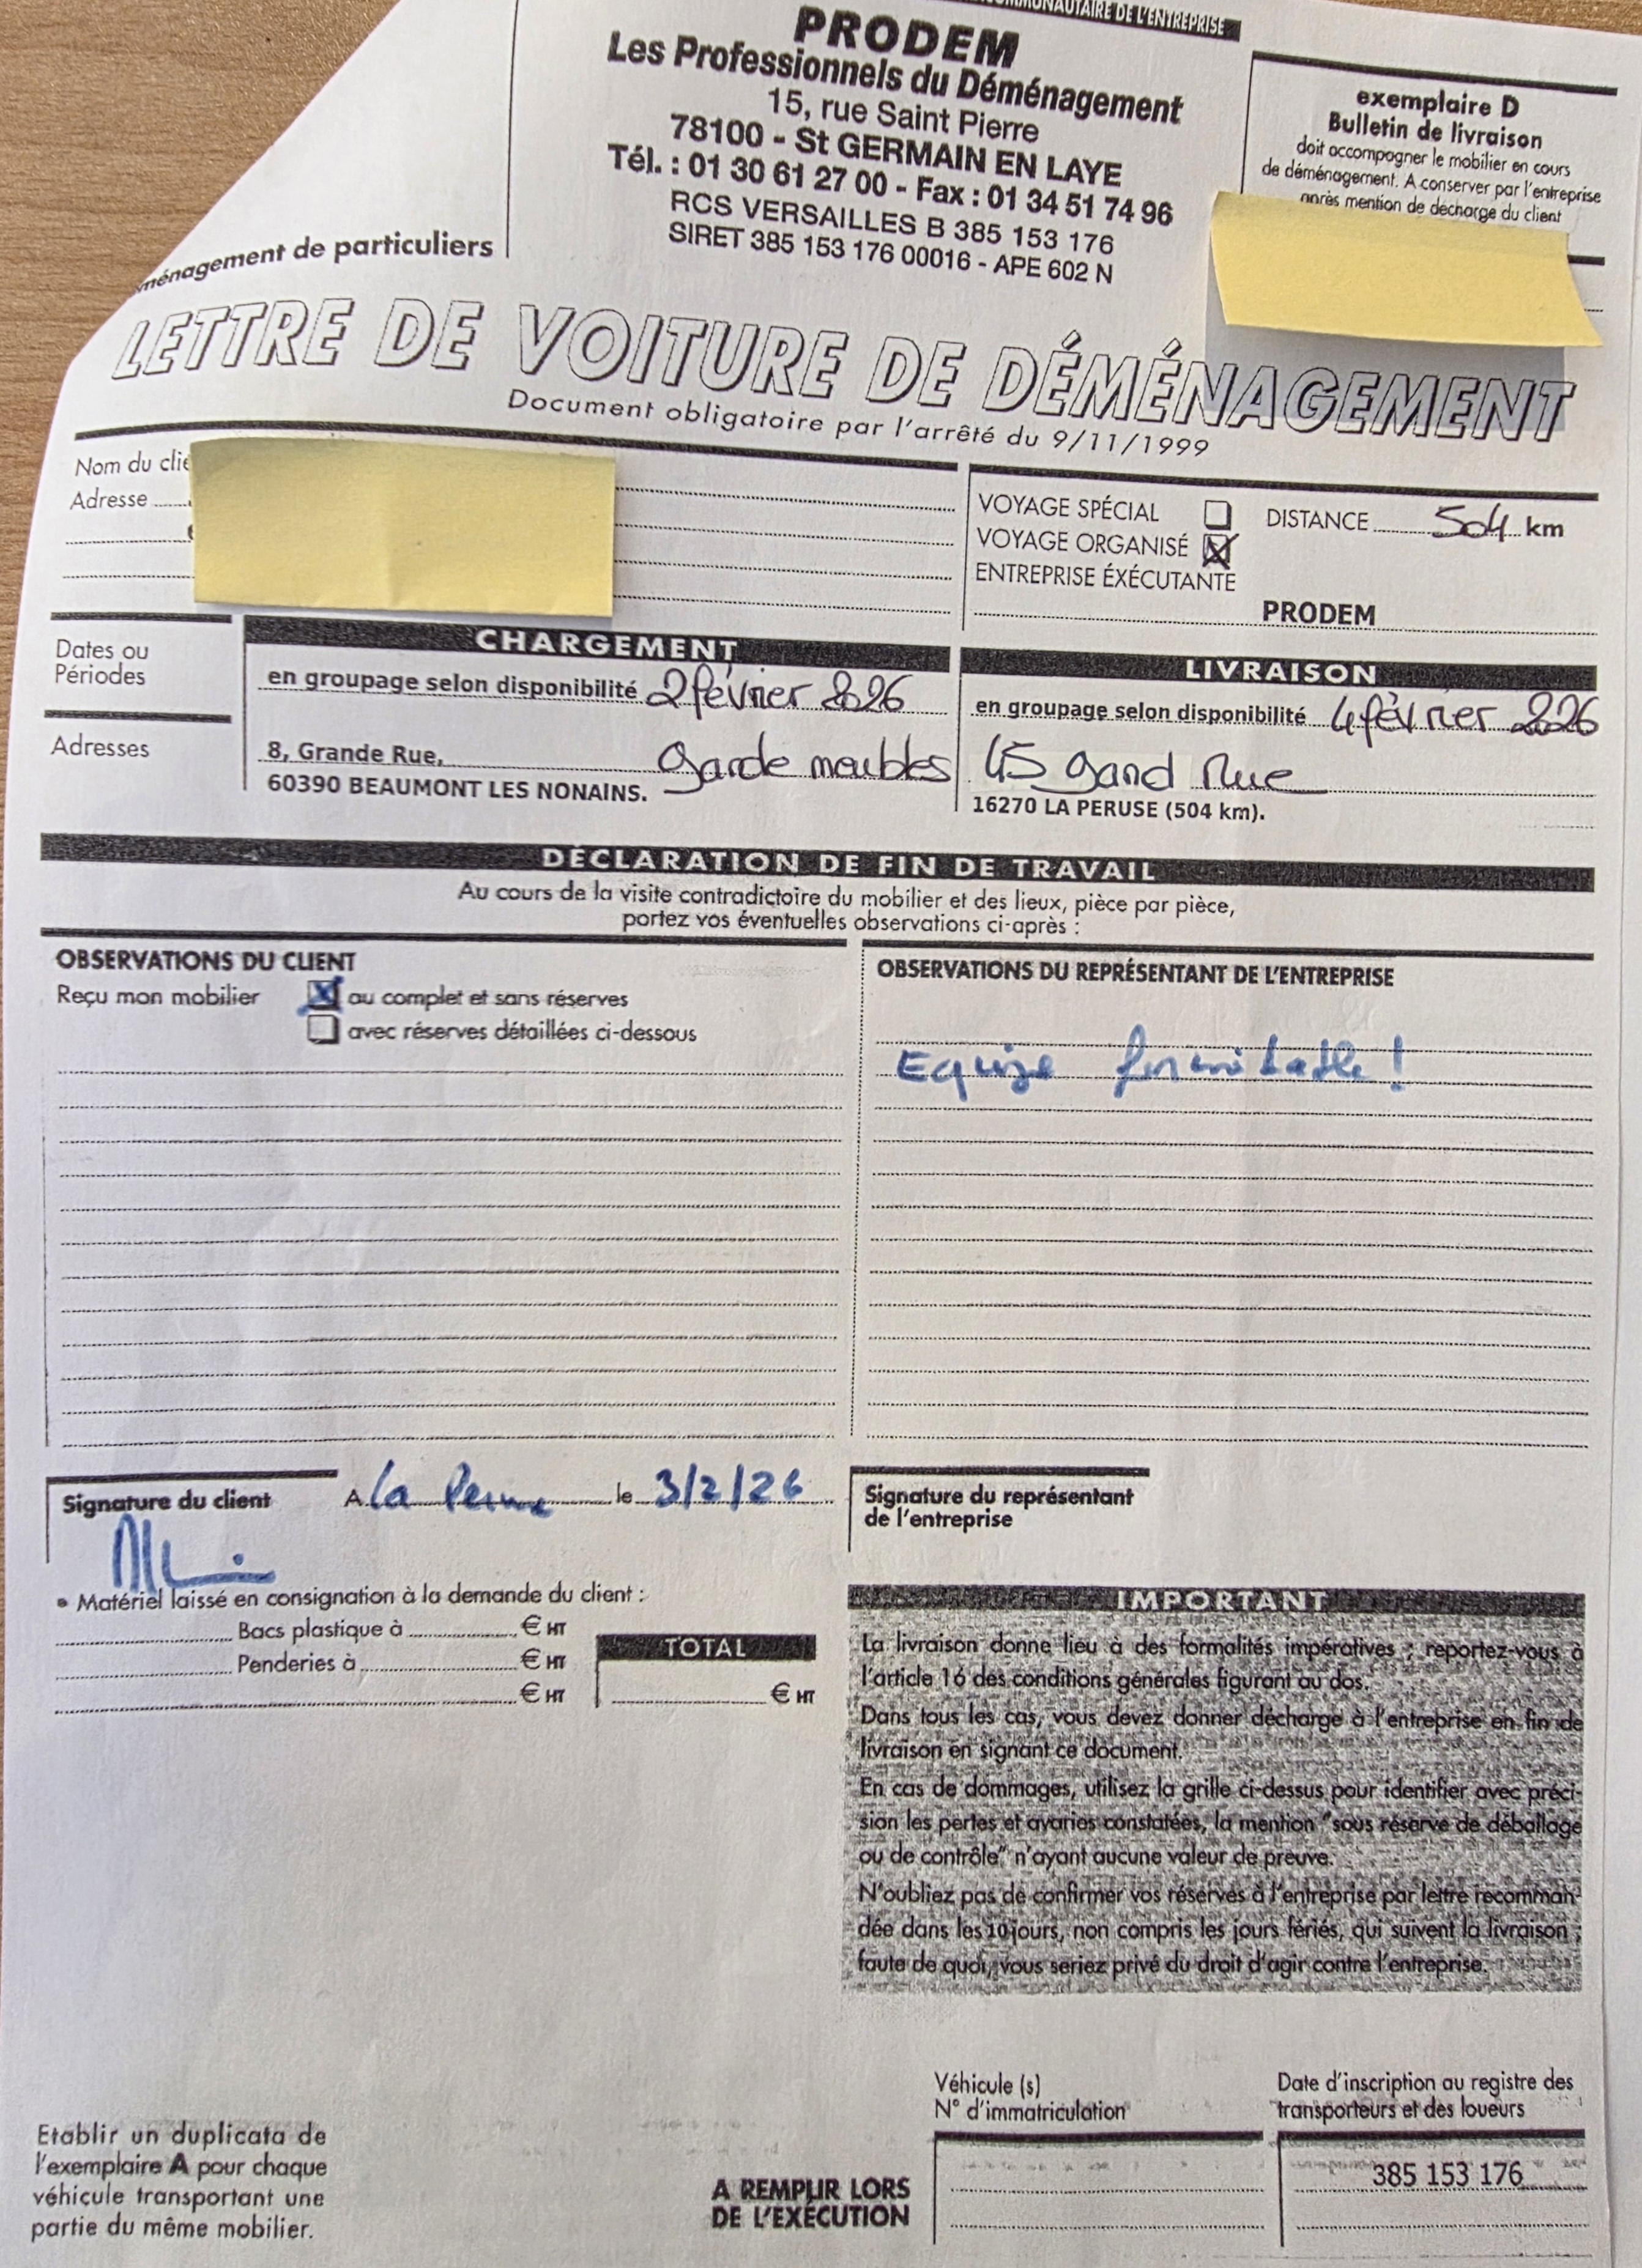 COMMUNAUTAIRE DE L'ENTREPRISE
PRODEM
Les Professionnels du Déménagement
15, rue Saint Pierre
78100 - St GERMAIN EN LAYE
Tél. : 01 30 61 27 00 - Fax : 01 34 51 74 96
RCS VERSAILLES B 385 153 176
SIRET 385 153 176 00016 - APE 602 N
exemplaire D
Bulletin de livraison
doit accompagner le mobilier en cours
de déménagement. A conserver par l'entreprise
après mention de décharge du client
ménagement de particuliers
LETTRE DE VOITURE DE DÉMÉNAGEMENT
Document obligatoire par l'arrêté du 9/11/1999
Nom du clie
Adresse
VOYAGE SPÉCIAL
VOYAGE ORGANISÉ
ENTREPRISE ÉXÉCUTANTE
PRODEM
DISTANCE 504 km
Dates ou
Périodes
CHARGEMENT
en groupage selon disponibilité 2 février 2026
LIVRAISON
en groupage selon disponibilité 4 février 2026
Adresses
8, Grande Rue, Garde meubles
60390 BEAUMONT LES NONAINS.
45 gand Rue
16270 LA PERUSE (504 km).
DÉCLARATION DE FIN DE TRAVAIL
Au cours de la visite contradictoire du mobilier et des lieux, pièce par pièce,
portez vos éventuelles observations ci-après :
OBSERVATIONS DU CLIENT
Reçu mon mobilier au complet et sans réserves
avec réserves détaillées ci-dessous
OBSERVATIONS DU REPRÉSENTANT DE L'ENTREPRISE
Equipe formidable !
Signature du client
A La Peruse le 3/2/26
Signature du représentant
de l'entreprise
• Matériel laissé en consignation à la demande du client :
Bacs plastique à € HT
Penderies à € HT
€ HT
TOTAL
€ HT
IMPORTANT
La livraison donne lieu à des formalités impératives ; reportez-vous à
l'article 16 des conditions générales figurant au dos.
Dans tous les cas, vous devez donner décharge à l'entreprise en fin de
livraison en signant ce document.
En cas de dommages, utilisez la grille ci-dessus pour identifier avec préci-
sion les pertes et avaries constatées, la mention "sous réserve de déballage
ou de contrôle" n'ayant aucune valeur de preuve.
N'oubliez pas de confirmer vos réserves à l'entreprise par lettre recomman-
dée dans les 10 jours, non compris les jours fériés, qui suivent la livraison ;
faute de quoi, vous seriez privé du droit d'agir contre l'entreprise.
Etablir un duplicata de
l'exemplaire A pour chaque
véhicule transportant une
partie du même mobilier.
A REMPLIR LORS
DE L'EXÉCUTION
Véhicule (s)
N° d'immatriculation
Date d'inscription au registre des
transporteurs et des loueurs
385 153 176